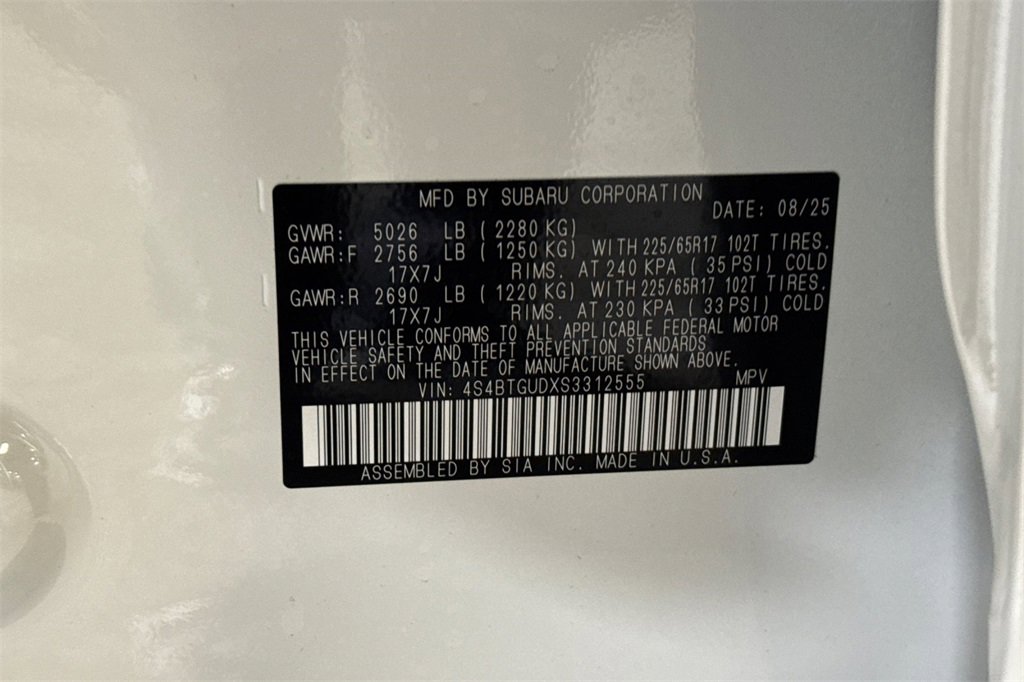 MFD BY SUBARU CORPORATION
DATE: 08/25
GVWR: 5026 LB ( 2280 KG)
GAWR:F 2756 LB ( 1250 KG) WITH 225/65R17 102T TIRES.
17X7J RIMS. AT 240 KPA ( 35 PSI) COLD
GAWR:R 2690 LB ( 1220 KG) WITH 225/65R17 102T TIRES.
17X7J RIMS. AT 230 KPA ( 33 PSI) COLD
THIS VEHICLE CONFORMS TO ALL APPLICABLE FEDERAL MOTOR
VEHICLE SAFETY AND THEFT PREVENTION STANDARDS
IN EFFECT ON THE DATE OF MANUFACTURE SHOWN ABOVE.
VIN: 4S4BTGUDXS3312555 MPV
ASSEMBLED BY SIA INC. MADE IN U.S.A.